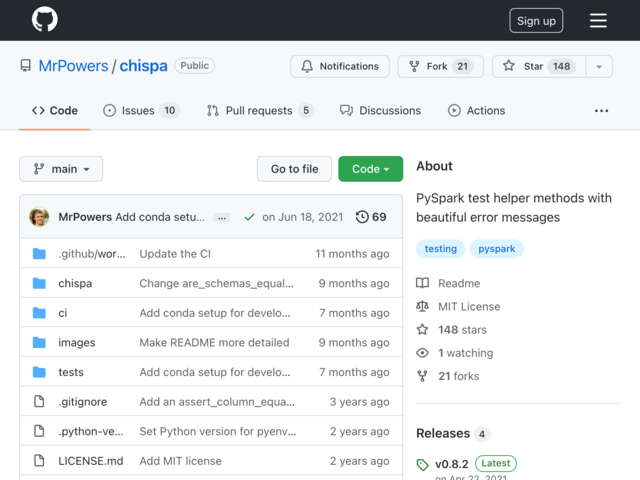 Sign up
MrPowers / chispa Public
Notifications Fork 21 Star 148
Code Issues 10 Pull requests 5 Discussions Actions ...
main Go to file Code
About
PySpark test helper methods with
beautiful error messages
testing pyspark
MrPowers Add conda setu... ... on Jun 18, 2021 69
.github/wor... Update the CI 11 months ago
chispa Change are_schemas_equal... 9 months ago
ci Add conda setup for develo... 7 months ago
images Make README more detailed 9 months ago
tests Add conda setup for develo... 7 months ago
.gitignore Add an assert_column_equa... 3 years ago
.python-ve... Set Python version for pyenv... 2 years ago
LICENSE.md Add MIT license 2 years ago
Readme
MIT License
148 stars
1 watching
21 forks
Releases 4
v0.8.2 Latest
on Apr 22, 2021